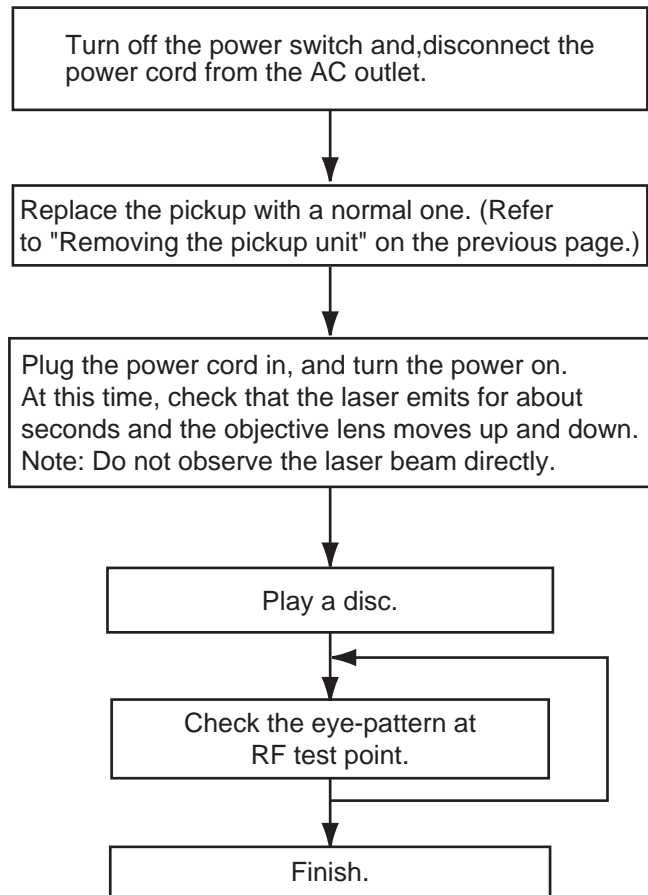 Turn off the power switch and,disconnect the
power cord from the AC outlet.
Replace the pickup with a normal one. (Refer
to "Removing the pickup unit" on the previous page.)
Plug the power cord in, and turn the power on.
At this time, check that the laser emits for about
seconds and the objective lens moves up and down.
Note: Do not observe the laser beam directly.
Play a disc.
Check the eye-pattern at
RF test point.
Finish.